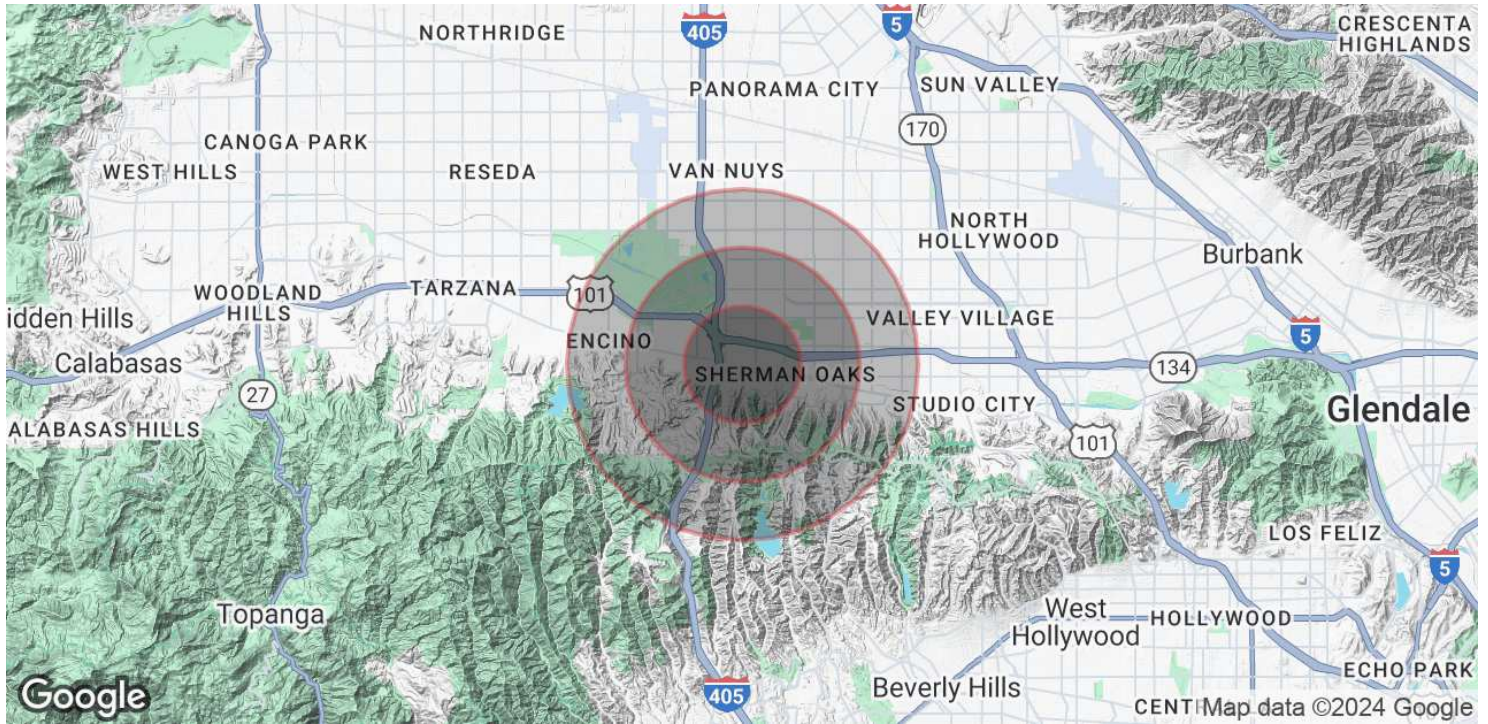 NORTHRIDGE
405
5
CRESCENTA
HIGHLANDS
PANORAMA CITY
SUN VALLEY
170
CANOGA PARK
WEST HILLS
RESEDA
VAN NUYS
NORTH
HOLLYWOOD
Burbank
WOODLAND
HILLS
TARZANA
101
idden Hills
Calabasas
ENCINO
VALLEY VILLAGE
5
134
SHERMAN OAKS
27
ALABASAS HILLS
STUDIO CITY
Glendale
101
LOS FELIZ
5
Topanga
West
Hollywood
HOLLYWOOD
ECHO PARK
405
Beverly Hills
Google
CENT
Map data ©2024 Google